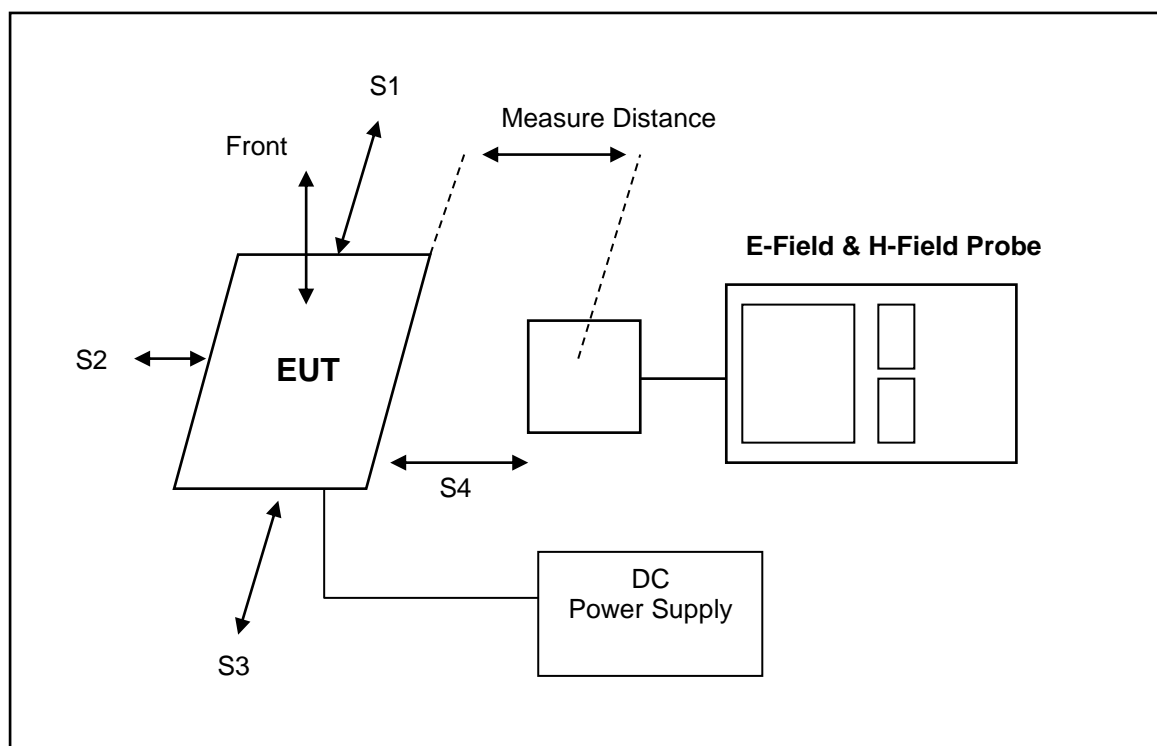 S1
Measure Distance
Front
E-Field & H-Field Probe
S2
EUT
S4
DC
Power Supply
S3